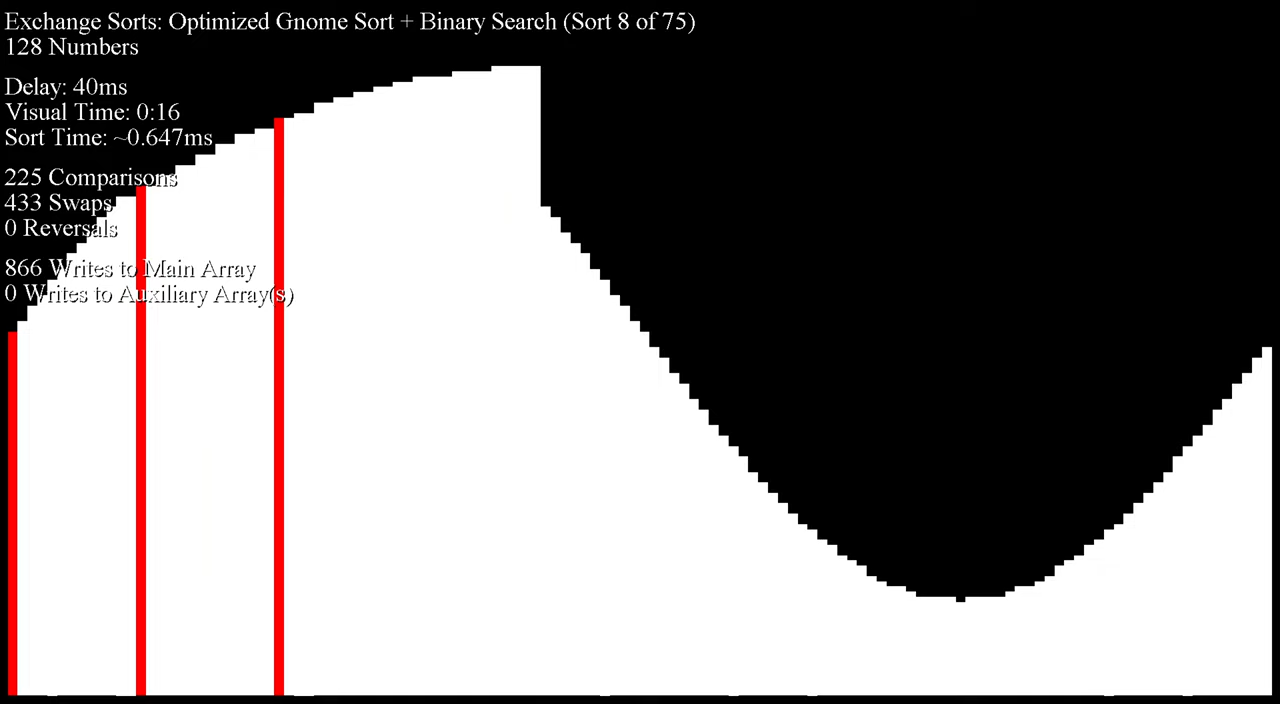 Exchange Sorts: Optimized Gnome Sort + Binary Search (Sort 8 of 75)
128 Numbers
Delay: 40ms
Visual Time: 0:16
Sort Time: ~0.647ms
225 Comparisons
433 Swaps
0 Reversals
866 Writes to Main Array
0 Writes to Auxiliary Array(s)